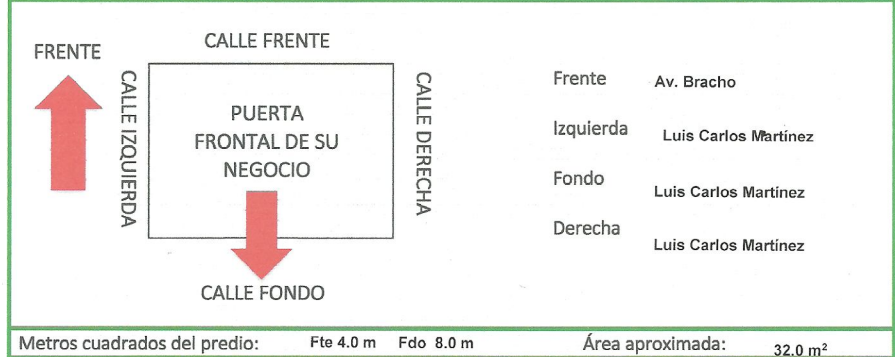 CALLE FRENTE
FRENTE
CALLE IZQUIERDA
PUERTA
FRONTAL DE SU
NEGOCIO
CALLE DERECHA
CALLE FONDO
Frente Av. Bracho
Izquierda Luis Carlos Martínez
Fondo Luis Carlos Martínez
Derecha Luis Carlos Martínez
Metros cuadrados del predio: Fte 4.0 m Fdo 8.0 m Área aproximada: 32.0 m²